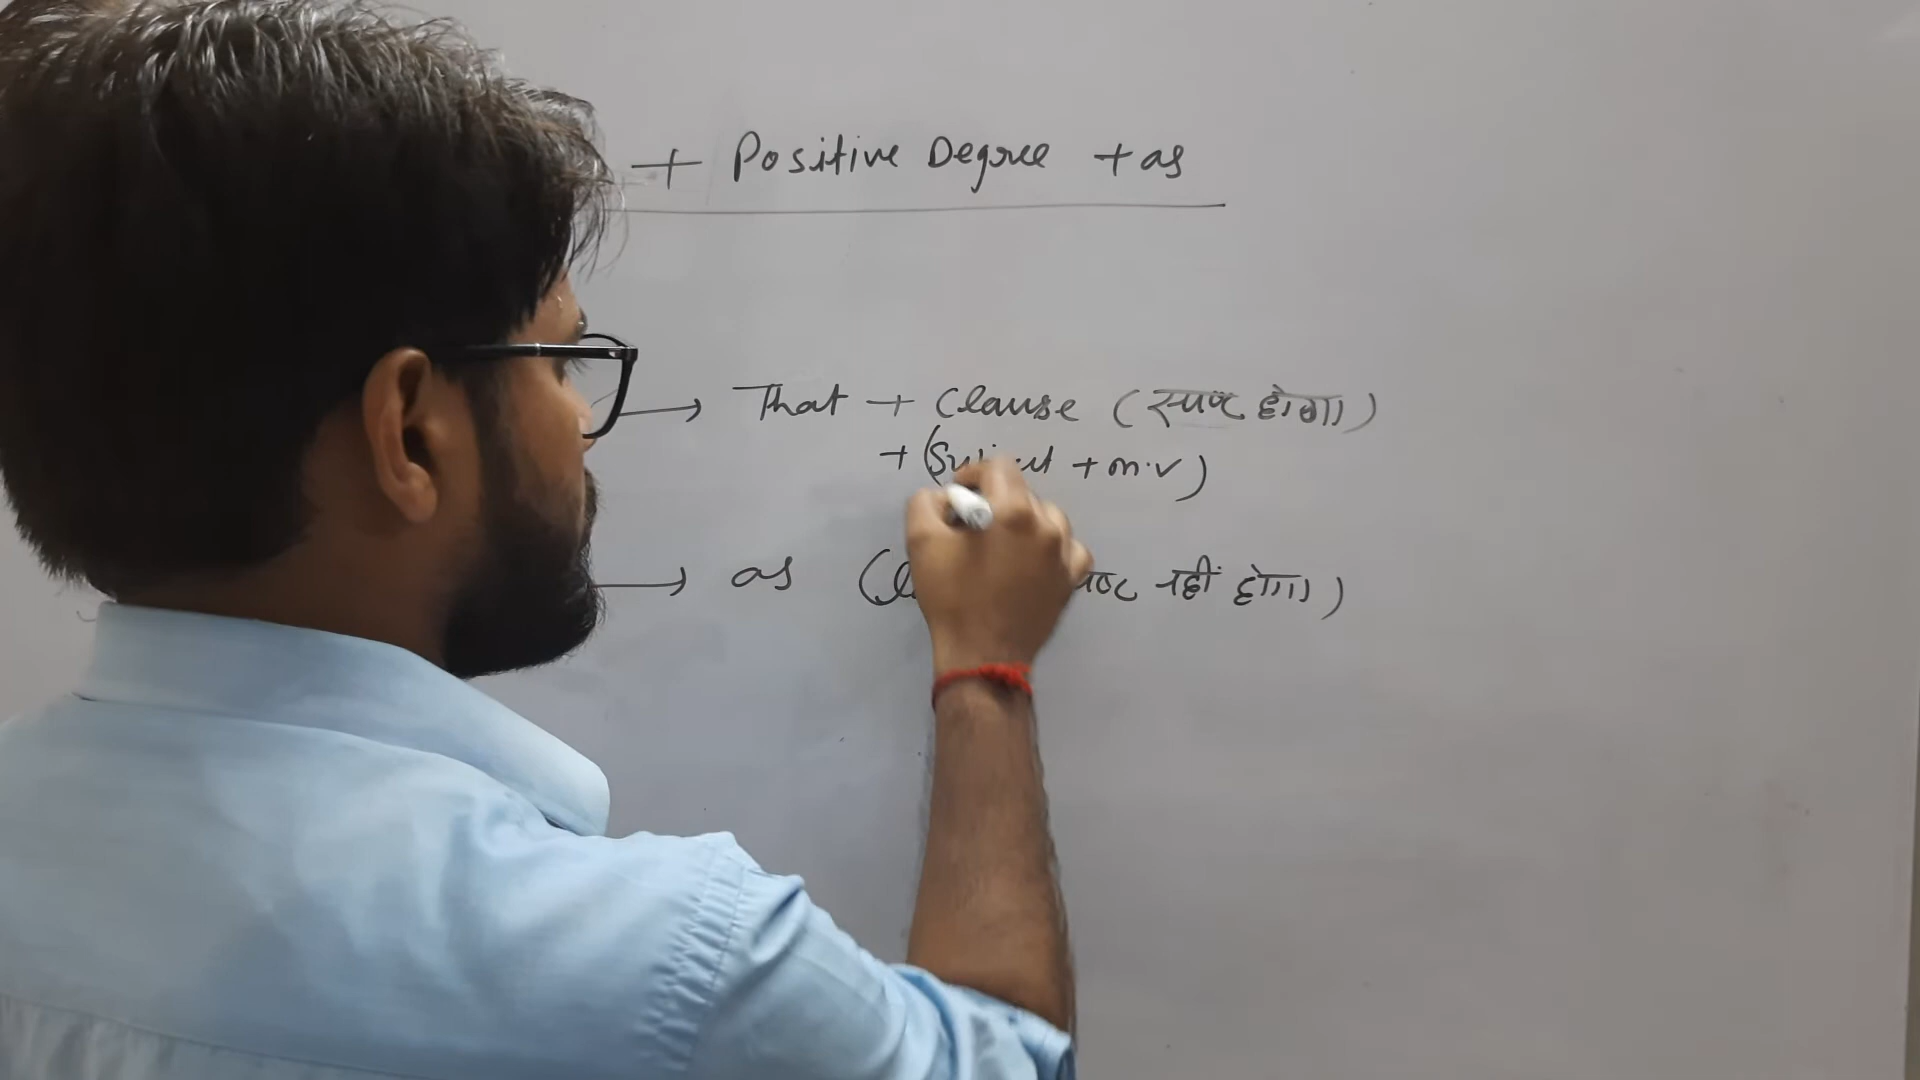 + Positive Degree + as
→ That + Clause (स्पष्ट होगा)
+ (Subject + m.v)
→ as (स्पष्ट नहीं होगा)